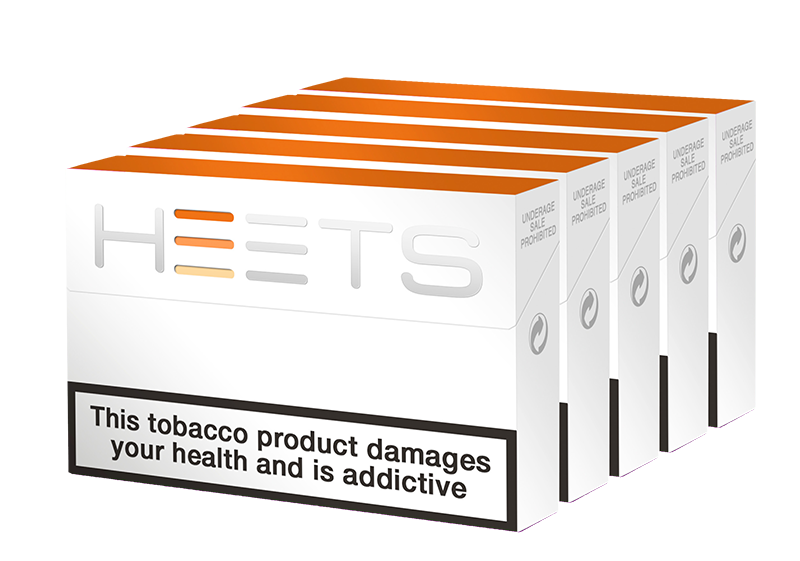 HEETS
This tobacco product damages
your health and is addictive
UNDERAGE
SALE
PROHIBITED
UNDERAGE
SALE
PROHIBITED
UNDERAGE
SALE
PROHIBITED
UNDERAGE
SALE
PROHIBITED
UNDERAGE
SALE
PROHIBITED